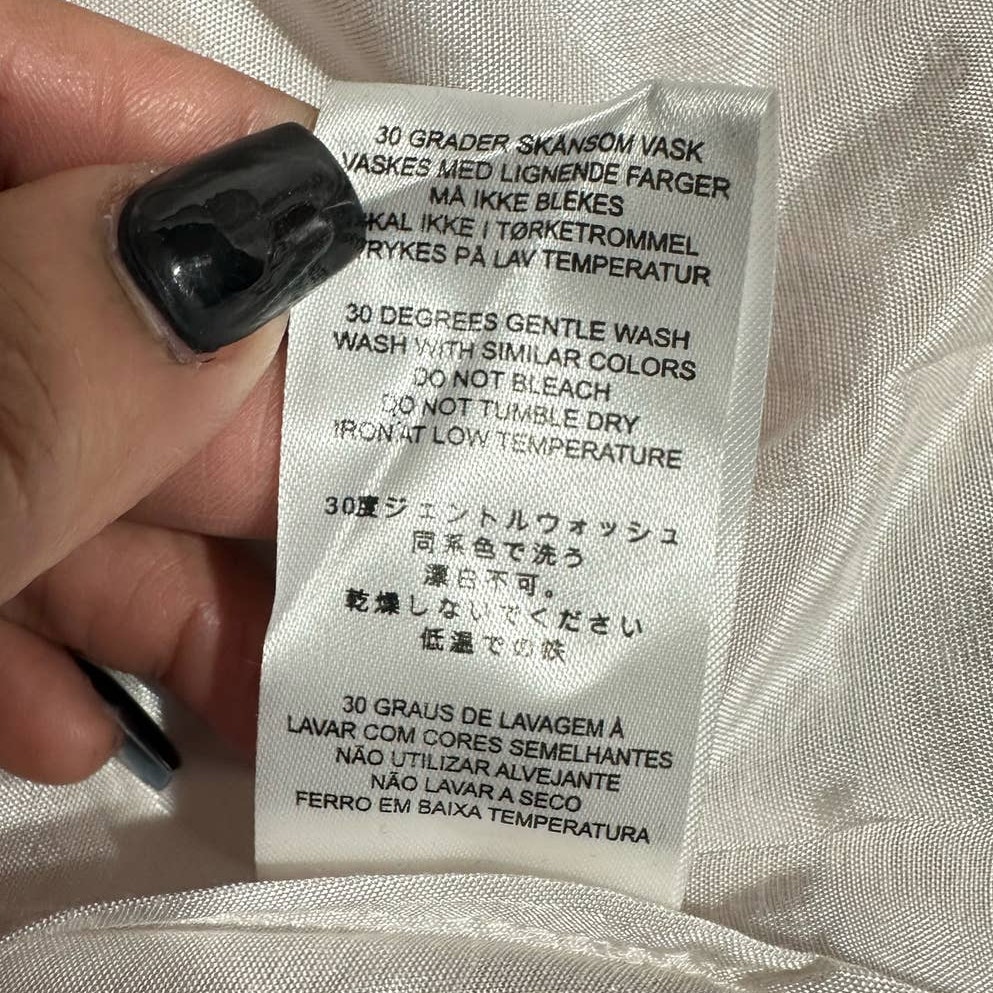 30 GRADER SKÅNSOM VASK
VASKES MED LIGNENDE FARGER
MÅ IKKE BLEKES
IKKE I TØRKETROMMEL
PÅ LAV TEMPERATUR
30 DEGREES GENTLE WASH
WASH WITH SIMILAR COLORS
DO NOT BLEACH
DO NOT TUMBLE DRY
IRON AT LOW TEMPERATURE
30度ジェントルウォッシュ
同系色で洗う
漂白不可。
乾燥しないでください
低温での鉄
30 GRAUS DE LAVAGEM À
LAVAR COM CORES SEMELHANTES
NÃO UTILIZAR ALVEJANTE
NÃO LAVAR A SECO
FERRO EM BAIXA TEMPERATURA